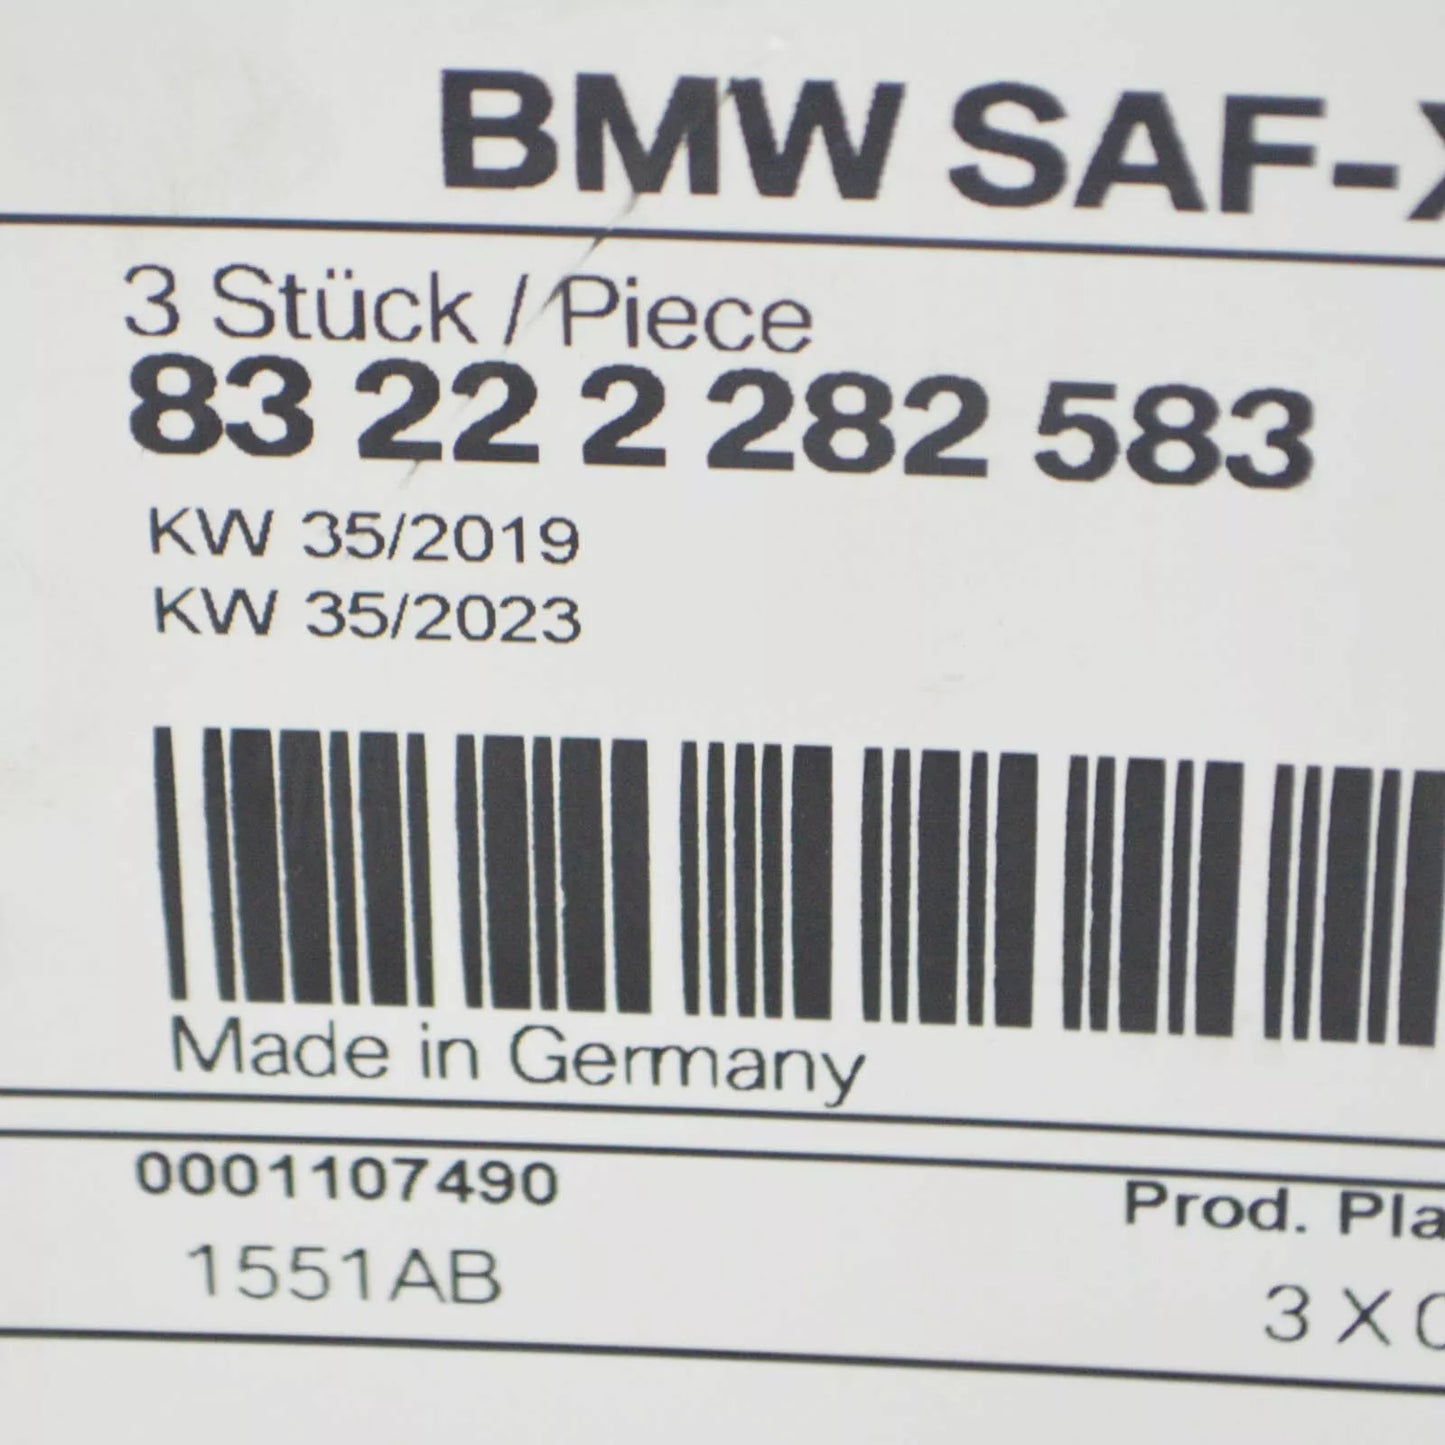 BMW SAF-X
3 Stück / Piece
83 22 2 282 583
KW 35/2019
KW 35/2023
Made in Germany
0001107490
Prod. Pla
1551AB
3 X